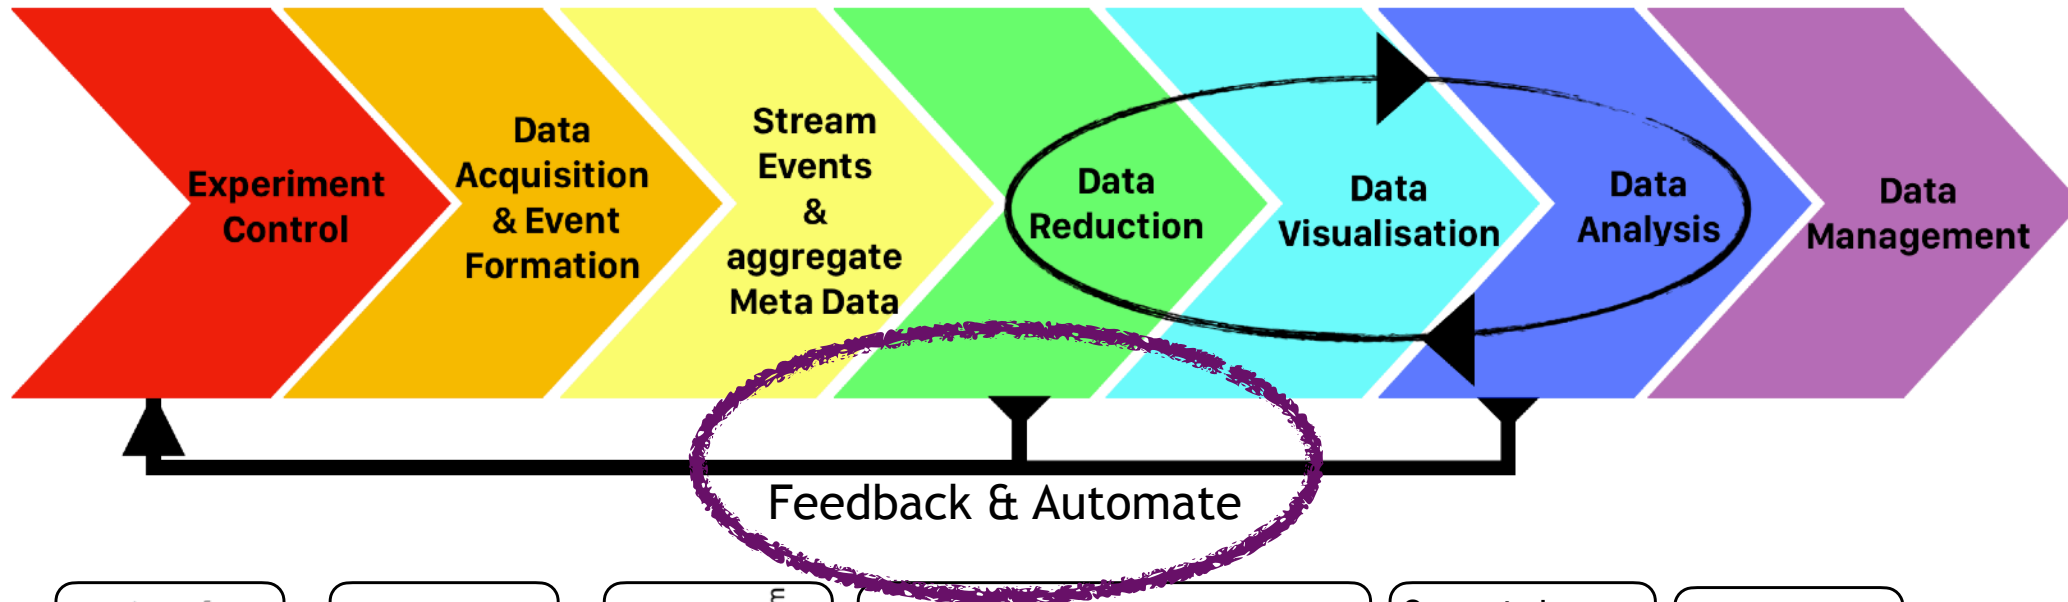 Experiment
Control
Data
Acquisition
& Event
Formation
Stream
Events
&
aggregate
Meta Data
Data
Reduction
Data
Visualisation
Data
Analysis
Data
Management
Feedback & Automate